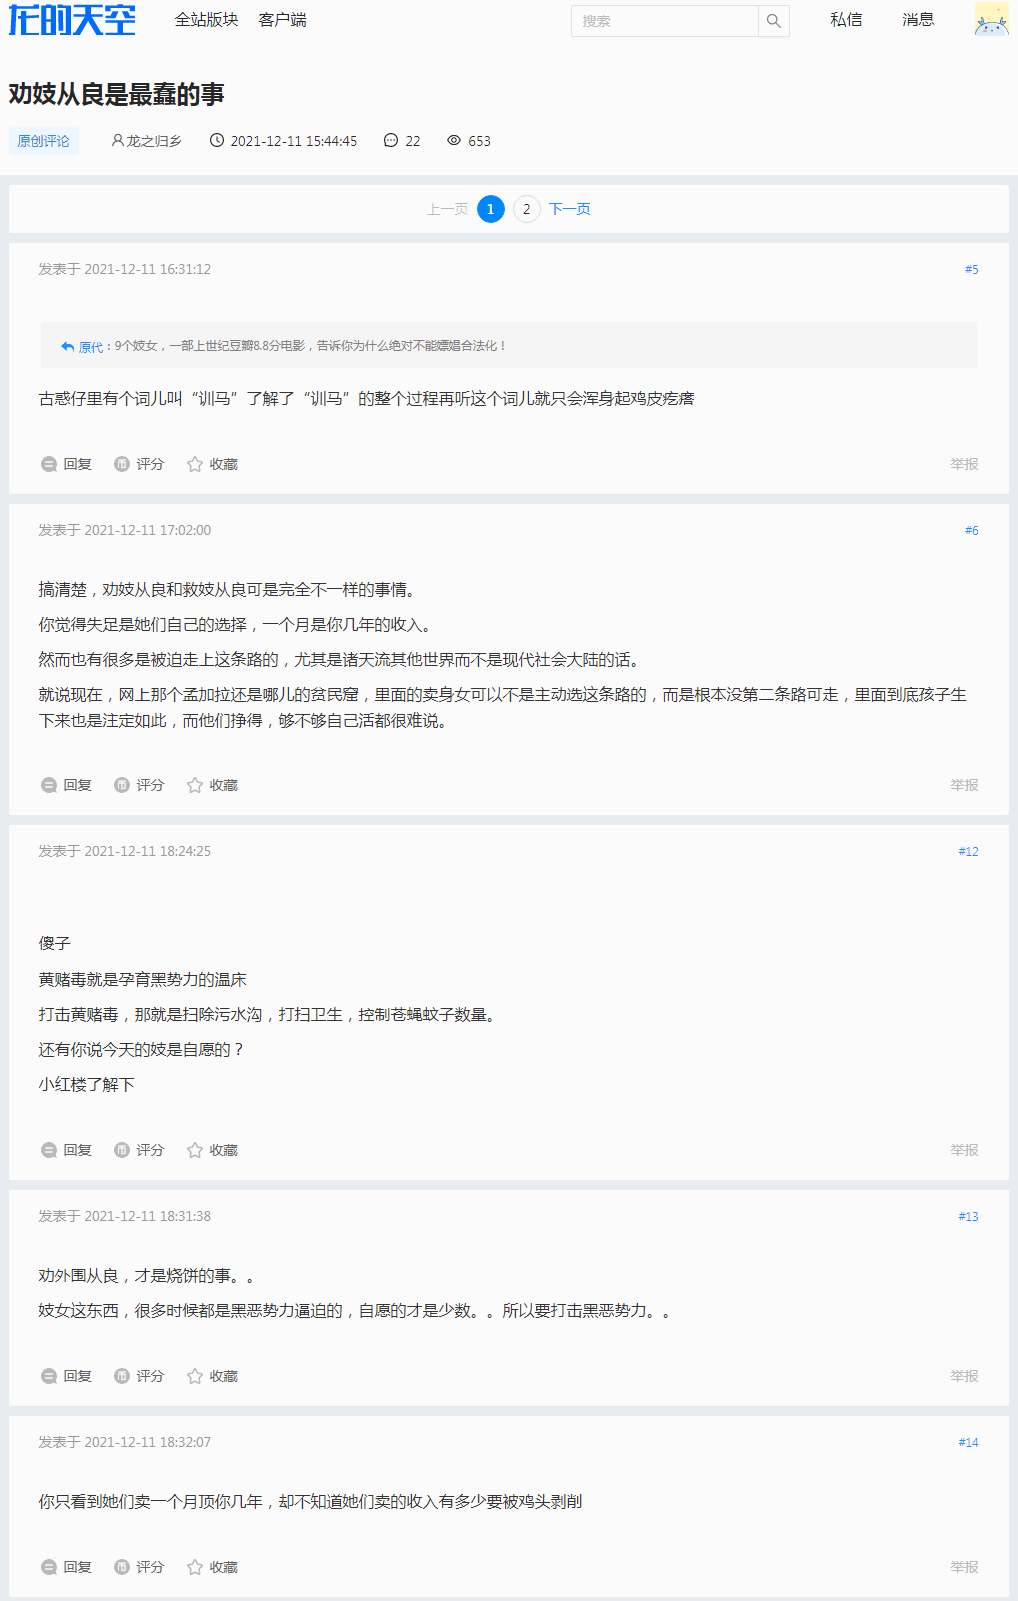 龙的天空 全站版块 客户端 搜索 私信 消息
劝妓从良是最蠢的事
原创评论 龙之归乡 2021-12-11 15:44:45 22 653
上一页 1 2 下一页
发表于 2021-12-11 16:31:12 #5
原代：9个妓女，一部上世纪豆瓣8.8分电影，告诉你为什么绝对不能嫖娼合法化！
古惑仔里有个词儿叫“训马”了解了“训马”的整个过程再听这个词儿就只会浑身起鸡皮疙瘩
回复 评分 收藏 举报
发表于 2021-12-11 17:02:00 #6
搞清楚，劝妓从良和救妓从良可是完全不一样的事情。
你觉得失足是她们自己的选择，一个月是你几年的收入。
然而也有很多是被迫走上这条路的，尤其是诸天流其他世界而不是现代社会大陆的话。
就说现在，网上那个孟加拉还是哪儿的贫民窟，里面的卖身女可以不是主动选这条路的，而是根本没第二条路可走，里面到底孩子生
下来也是注定如此，而他们挣得，够不够自己活都很难说。
回复 评分 收藏 举报
发表于 2021-12-11 18:24:25 #12
傻子
黄赌毒就是孕育黑势力的温床
打击黄赌毒，那就是扫除污水沟，打扫卫生，控制苍蝇蚊子数量。
还有你说今天的妓是自愿的？
小红楼了解下
回复 评分 收藏 举报
发表于 2021-12-11 18:31:38 #13
劝外围从良，才是烧饼的事。。
妓女这东西，很多时候都是黑恶势力逼迫的，自愿的才是少数。。所以要打击黑恶势力。。
回复 评分 收藏 举报
发表于 2021-12-11 18:32:07 #14
你只看到她们卖一个月顶你几年，却不知道她们卖的收入有多少要被鸡头剥削
回复 评分 收藏 举报